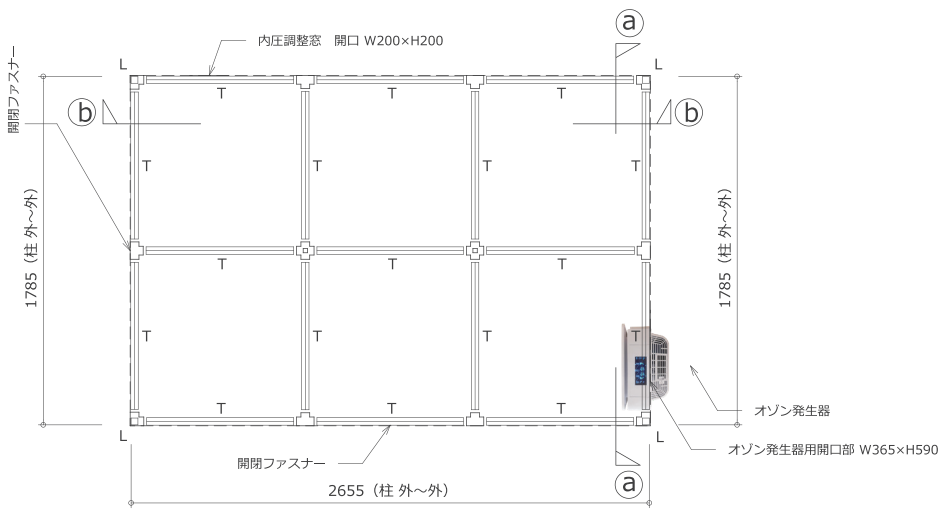 ⓐ
内圧調整窓 開口 W200×H200
開閉ファスナー
L
L
T T T
ⓑ
ⓑ
T T T T
1785（柱 外～外）
1785（柱 外～外）
T T T
T T T T
T T T
オゾン発生器
L
L
オゾン発生器用開口部 W365×H590
開閉ファスナー
ⓐ
2655（柱 外～外）